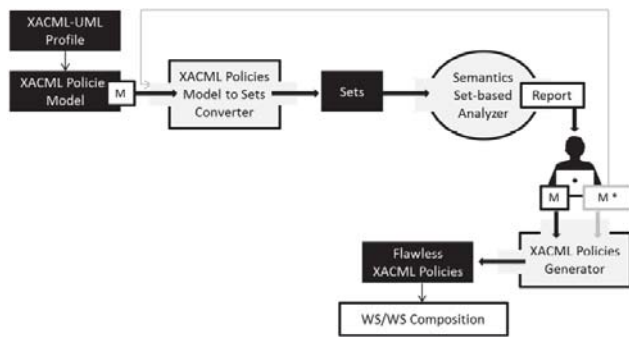 XACML-UML
Profile
XACML Policie
Model
M
XACML Policies
Model to Sets
Converter
Sets
Semantics
Set-based
Analyzer
Report
M
M *
XACML Policies
Generator
Flawless
XACML Policies
WS/WS Composition